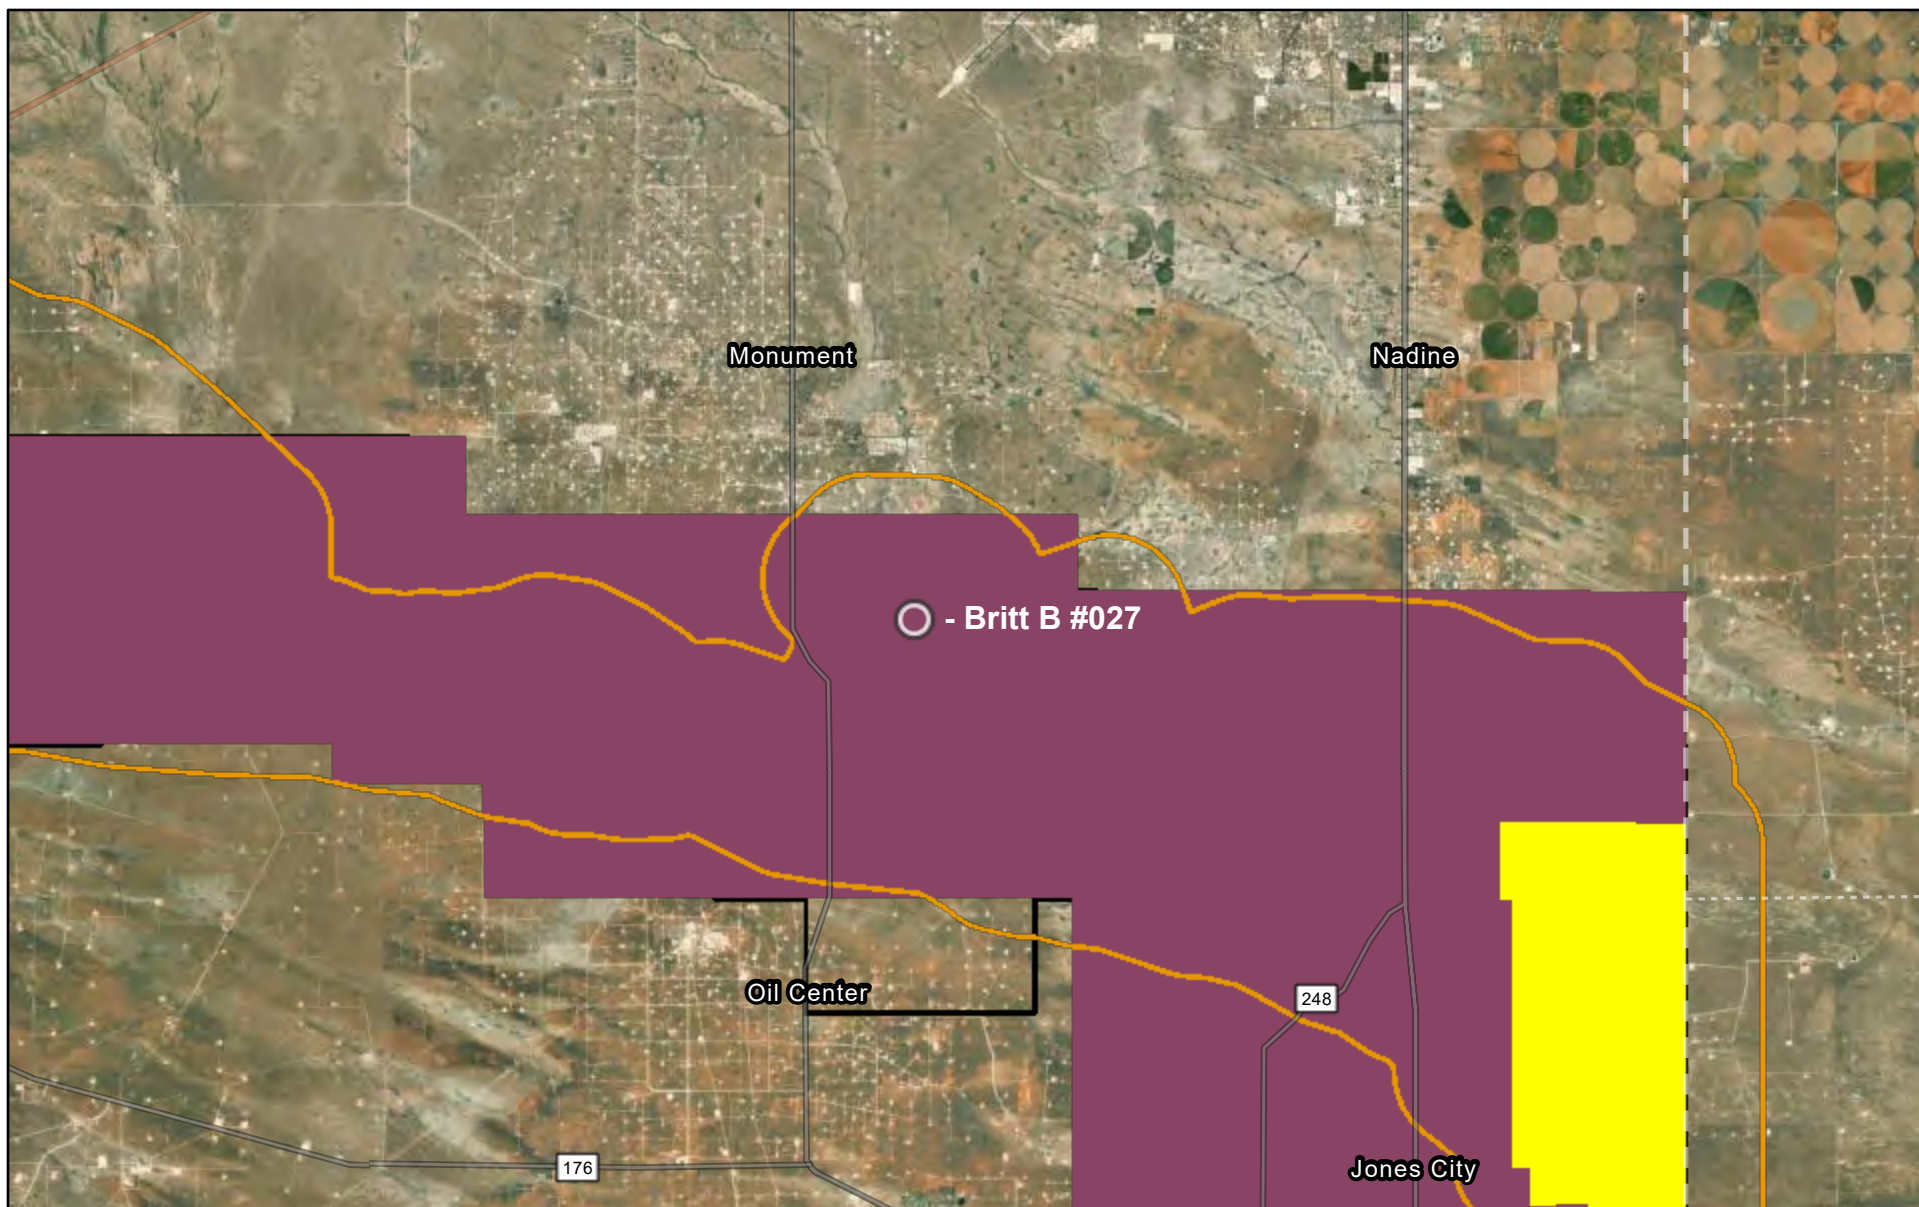 Monument
Nadine
- Britt B #027
Oil Center
248
176
Jones City